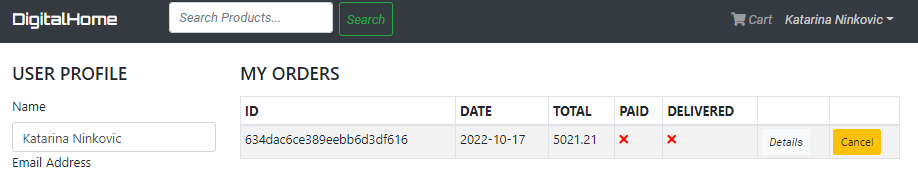 DigitalHome Search Products... Search Cart Katarina Ninkovic
USER PROFILE
Name
Katarina Ninkovic
Email Address
MY ORDERS
ID DATE TOTAL PAID DELIVERED
634dac6ce389eebb6d3df616 2022-10-17 5021.21 Details Cancel